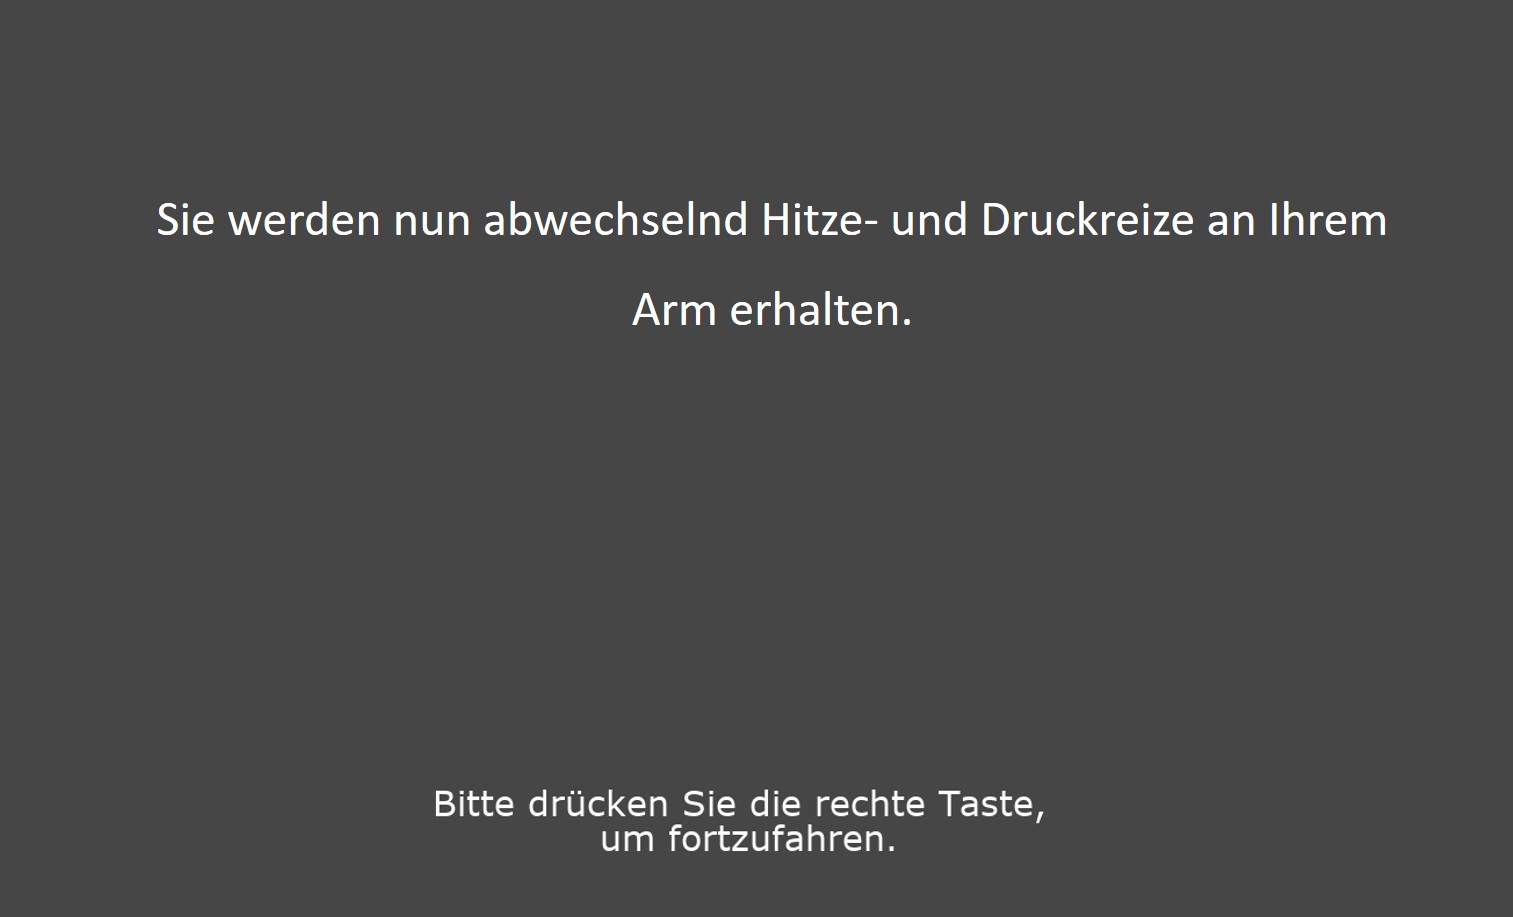 Sie werden nun abwechselnd Hitze- und Druckreize an Ihrem
Arm erhalten.
Bitte drücken Sie die rechte Taste,
um fortzufahren.